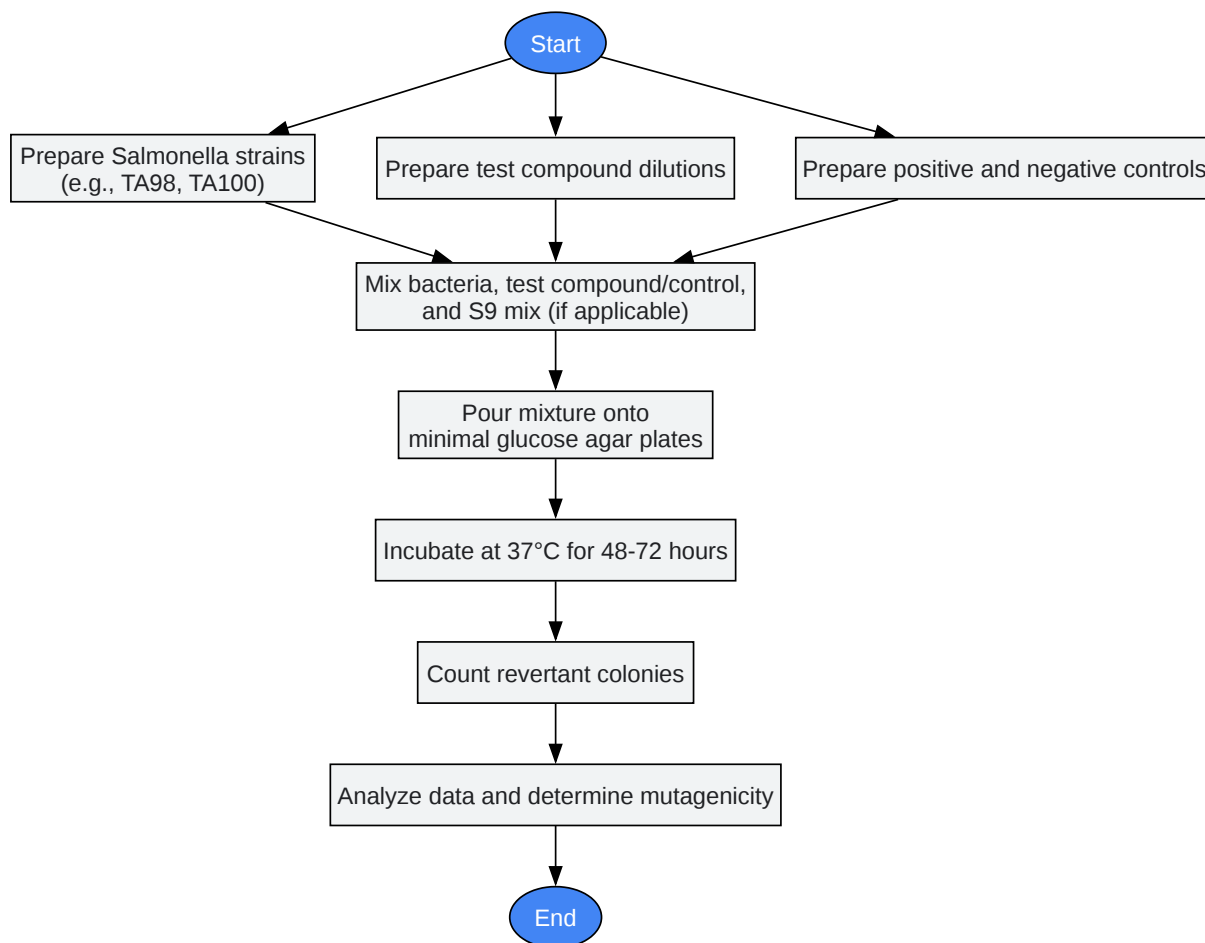 Start
Prepare Salmonella strains
(e.g., TA98, TA100)
Prepare test compound dilutions
Prepare positive and negative controls
Mix bacteria, test compound/control,
and S9 mix (if applicable)
Pour mixture onto
minimal glucose agar plates
Incubate at 37°C for 48-72 hours
Count revertant colonies
Analyze data and determine mutagenicity
End